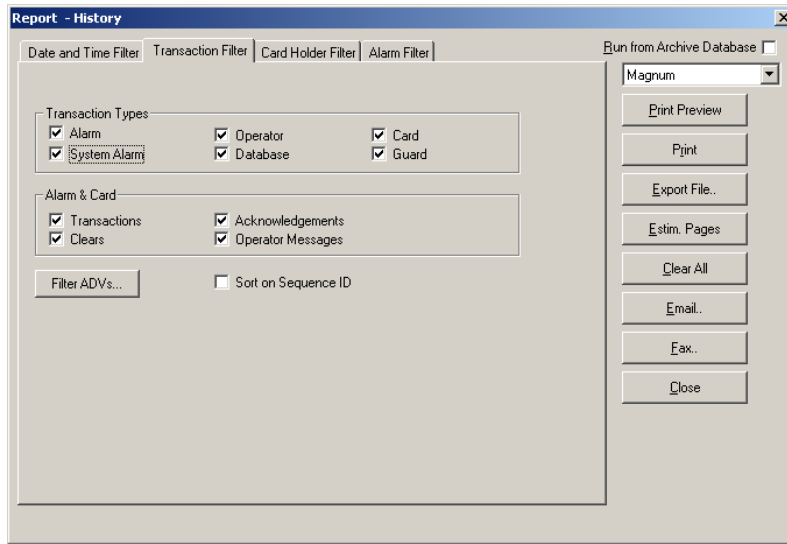 Report - History
Date and Time Filter Transaction Filter Card Holder Filter Alarm Filter
Run from Archive Database
Magnum
Transaction Types
Alarm Operator Card
System Alarm Database Guard
Alarm & Card
Transactions Acknowledgements
Clears Operator Messages
Filter ADVs... Sort on Sequence ID
Print Preview
Print
Export File..
Estim. Pages
Clear All
Email..
Fax..
Close